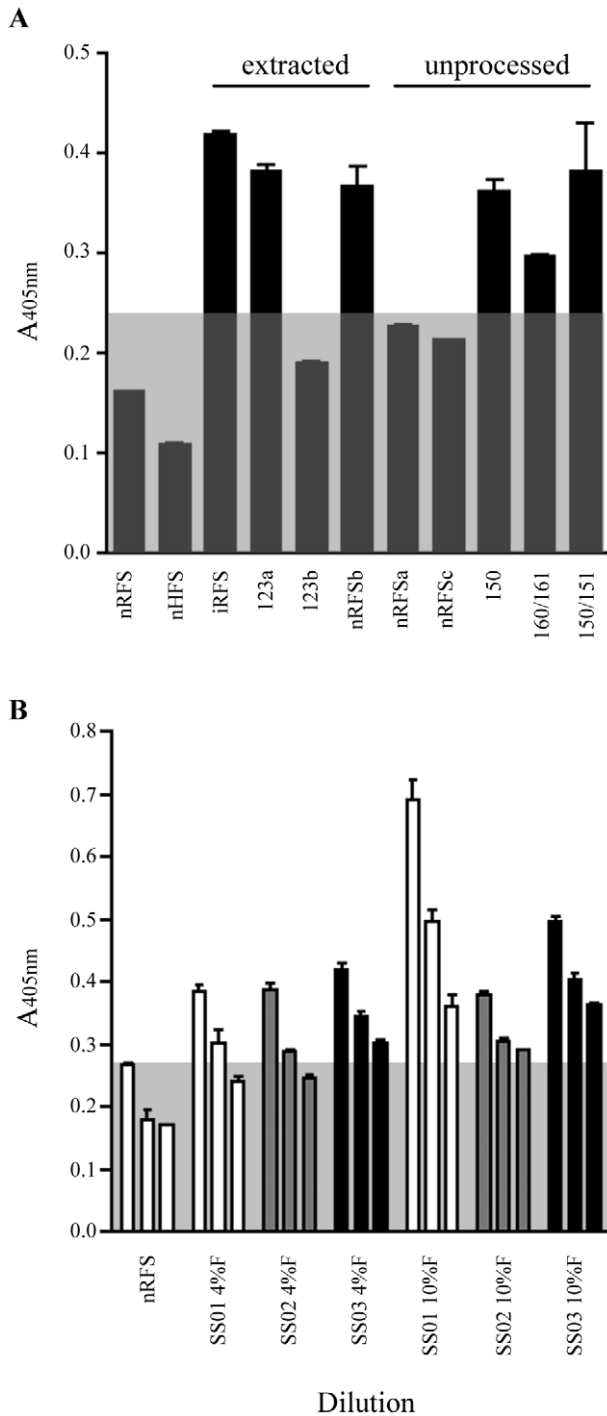 A
extracted
unprocessed
0.5
0.4
0.3
0.2
0.1
0.0
A405nm
nRFS
nHFS
iRFS
123a
123b
nRFSb
nRFSa
nRFSc
150
160/161
150/151
B
0.8
0.7
0.6
0.5
0.4
0.3
0.2
0.1
0.0
A405nm
nRFS
SS01 4%F
SS02 4%F
SS03 4%F
SS01 10%F
SS02 10%F
SS03 10%F
Dilution